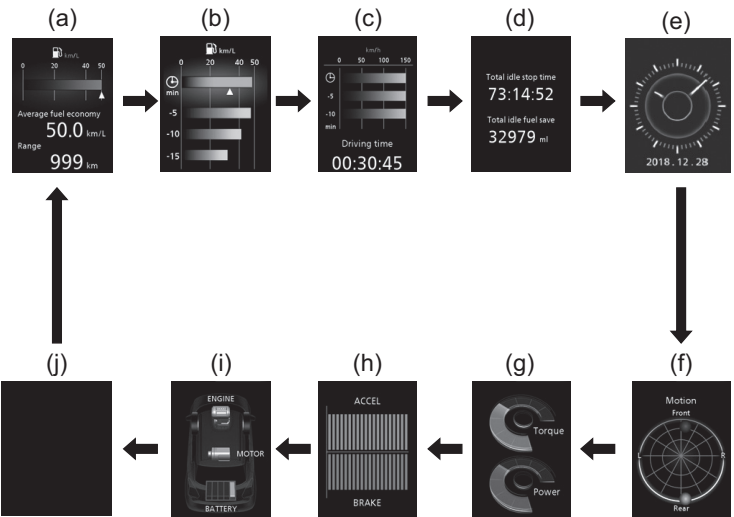 (a)
km/L
0 20 40 50
Average fuel economy
50.0 km/L
Range
999 km
(b)
km/L
0 20 40 50
min
-5
-10
-15
(c)
km/h
0 50 100 150
-5
-10
min
Driving time
00:30:45
(d)
Total idle stop time
73:14:52
Total idle fuel save
32979 ml
(e)
2018.12.28
(f)
Motion
Front
L R
Rear
(g)
Torque
Power
(h)
ACCEL
BRAKE
(i)
ENGINE
MOTOR
BATTERY
(j)